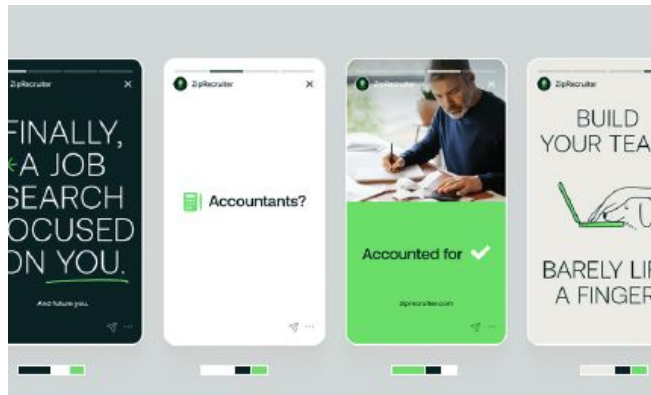 ZipRecruiter
FINALLY,
A JOB
SEARCH
FOCUSED
ON YOU.
And future you.
ZipRecruiter
Accountants?
ZipRecruiter
Accounted for
ziprecruiter.com
ZipRecruiter
BUILD
YOUR TEA
BARELY LI
A FINGER